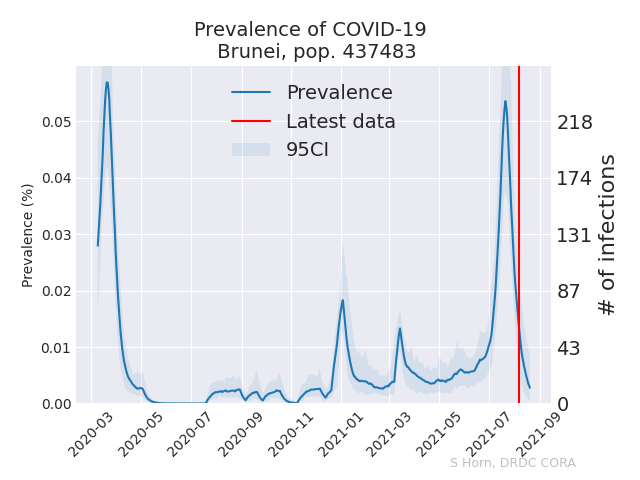 Prevalence of COVID-19
Brunei, pop. 437483
Prevalence
Latest data
95CI
Prevalence (%)
0.05
0.04
0.03
0.02
0.01
0.00
218
174
131
87
43
0
# of infections
2020-03
2020-05
2020-07
2020-09
2020-11
2021-01
2021-03
2021-05
2021-07
2021-09
S Horn, DRDC CORA